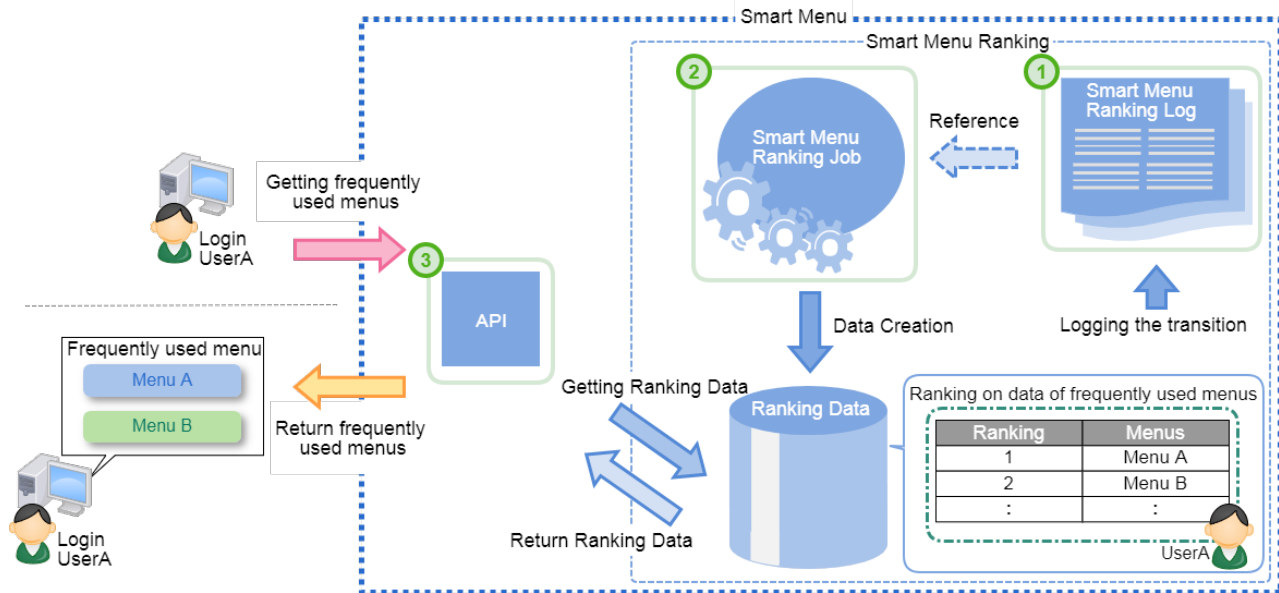 Smart Menu
Smart Menu Ranking
2
1
Smart Menu
Ranking Job
Smart Menu
Ranking Log
Reference
Getting frequently
used menus
Login
UserA
3
API
Data Creation
Logging the transition
Frequently used menu
Menu A
Menu B
Return frequently
used menus
Login
UserA
Getting Ranking Data
Return Ranking Data
Ranking Data
Ranking on data of frequently used menus
Ranking Menus
1 Menu A
2 Menu B
: :
UserA